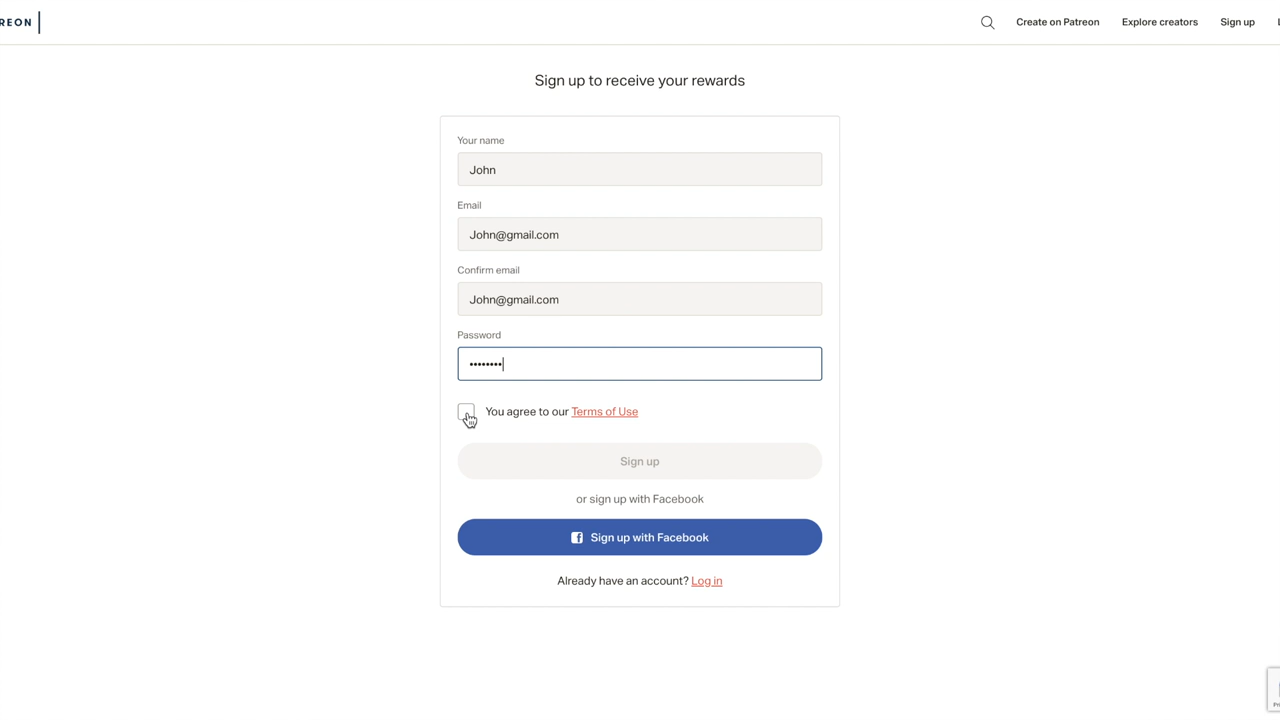 REON
Create on Patreon
Explore creators
Sign up
Sign up to receive your rewards
Your name
John
Email
John@gmail.com
Confirm email
John@gmail.com
Password
••••••••
You agree to our Terms of Use
Sign up
or sign up with Facebook
Sign up with Facebook
Already have an account? Log in